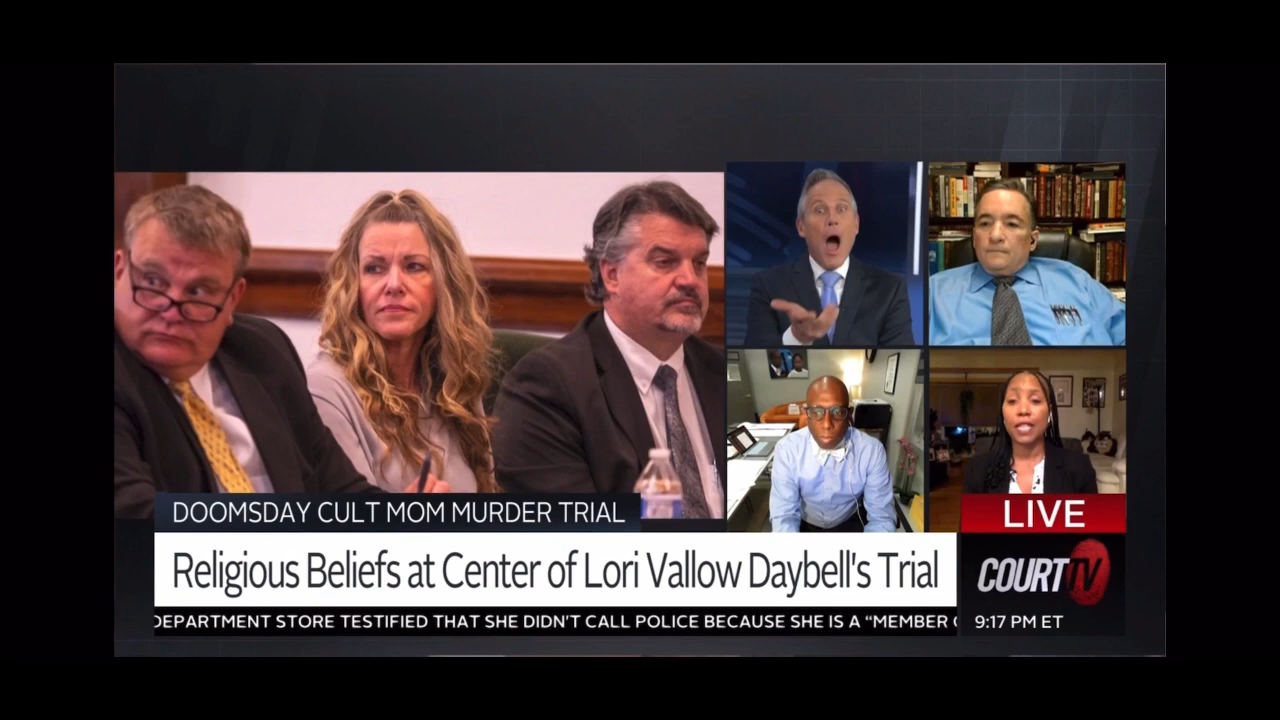 DOOMSDAY CULT MOM MURDER TRIAL
Religious Beliefs at Center of Lori Vallow Daybell's Trial
DEPARTMENT STORE TESTIFIED THAT SHE DIDN'T CALL POLICE BECAUSE SHE IS A “MEMBER
LIVE
COURT TV
9:17 PM ET